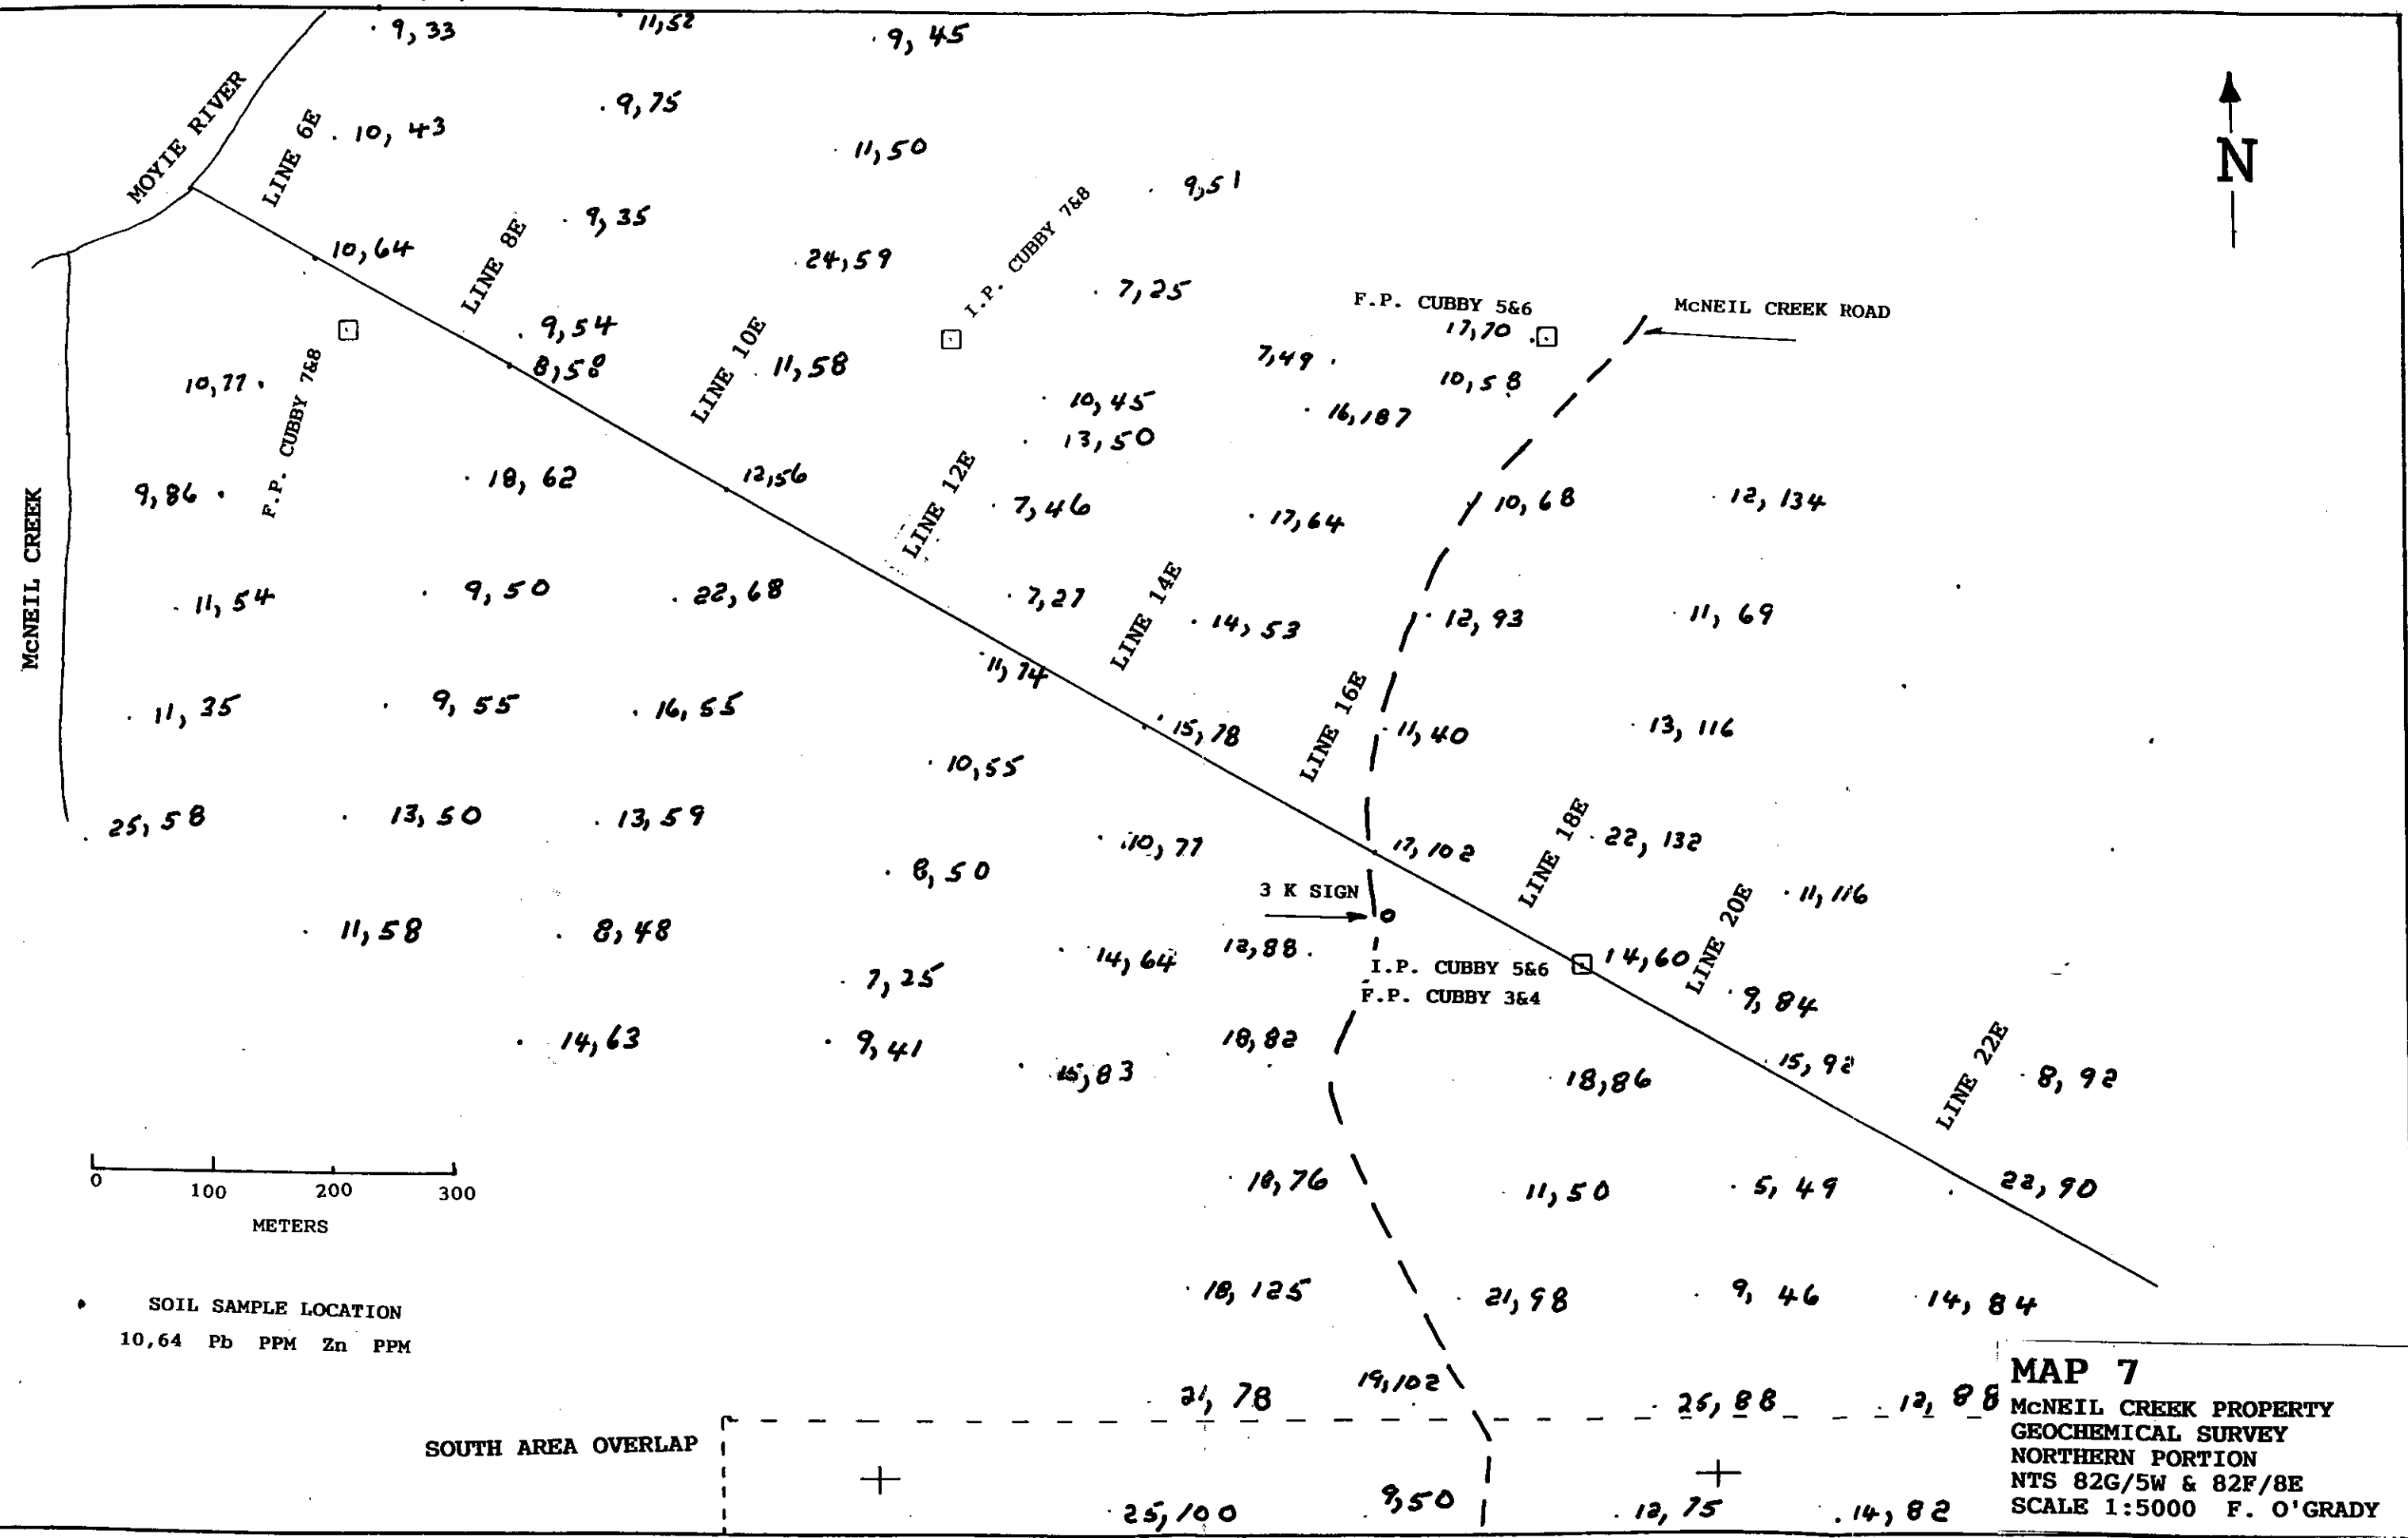 9, 33
11,52
9, 45
MOYIE RIVER
LINE 6E
10, 43
9,75
11,50
9,51
10,64
LINE 8E
9,35
24,59
I.P. CUBBY 7&8
7,25
F.P. CUBBY 5&6
17,70
McNEIL CREEK ROAD
9,54
8,58
LINE 10E
11,58
7,49
10,58
10,77
F.P. CUBBY 7&8
10,45
16,187
13,50
McNEIL CREEK
9,86
18, 62
12,56
LINE 12E
7,46
17,64
10,68
12, 134
11, 54
9, 50
22,68
7,27
LINE 14E
14, 53
12, 93
11, 69
11, 74
11, 35
9, 55
16, 55
15,78
LINE 16E
11,40
13, 116
10,55
25,58
13,50
13,59
10,77
17,102
LINE 18E
22, 132
8,50
3 K SIGN
LINE 20E
11,116
11,58
8,48
14,64
12,88
I.P. CUBBY 5&6
F.P. CUBBY 3&4
14,60
7,25
9,84
14,63
9,41
15,83
18,82
18,86
15,92
LINE 22E
8, 92
0 100 200 300
METERS
18,76
11,50
5, 49
22,90
18, 125
21,98
9, 46
14, 84
SOIL SAMPLE LOCATION
10,64 Pb PPM Zn PPM
21, 78
19,102
25,88
12, 88
SOUTH AREA OVERLAP
25,100
9,50
12,75
14,82
N
MAP 7
McNEIL CREEK PROPERTY
GEOCHEMICAL SURVEY
NORTHERN PORTION
NTS 82G/5W & 82F/8E
SCALE 1:5000 F. O'GRADY